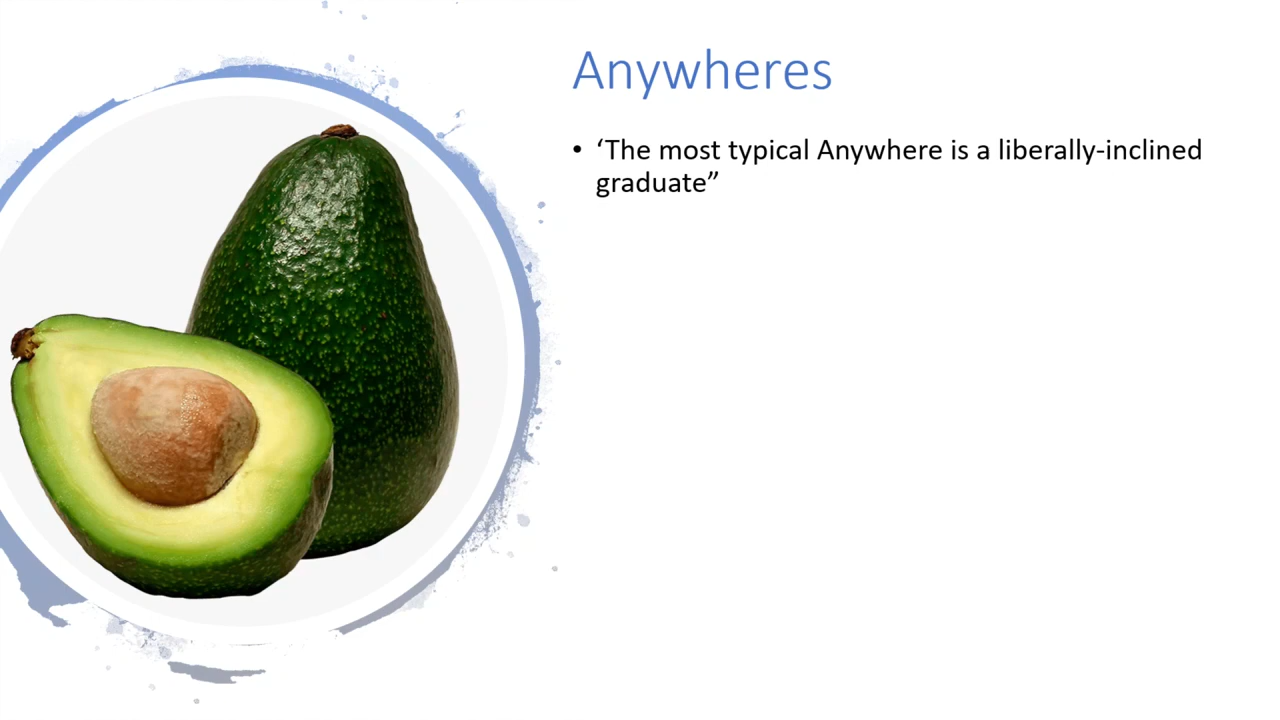 Anywheres
• ‘The most typical Anywhere is a liberally-inclined
graduate”